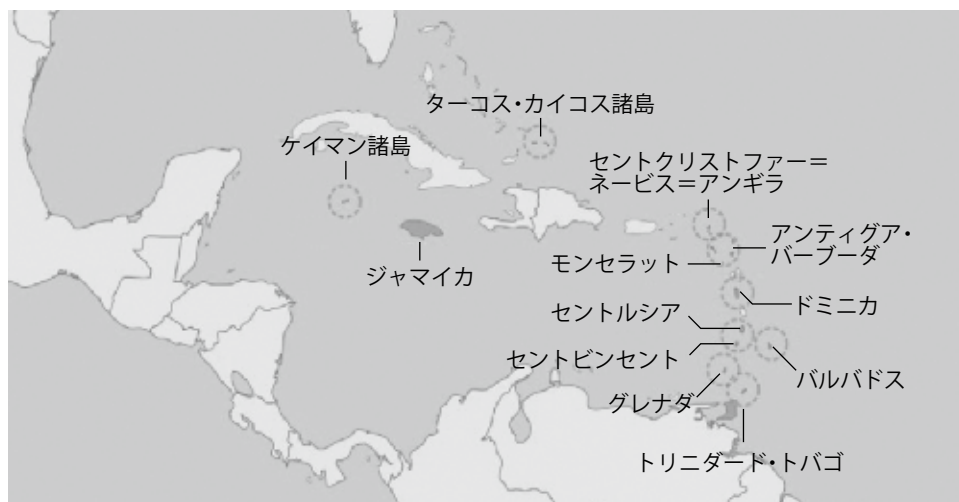 ターコス・カイコス諸島
ケイマン諸島
セントクリストファー＝
ネービス＝アンギラ
アンティグア・
バーブーダ
モンセラット
ジャマイカ
ドミニカ
セントルシア
セントビンセント
バルバドス
グレナダ
トリニダード・トバゴ